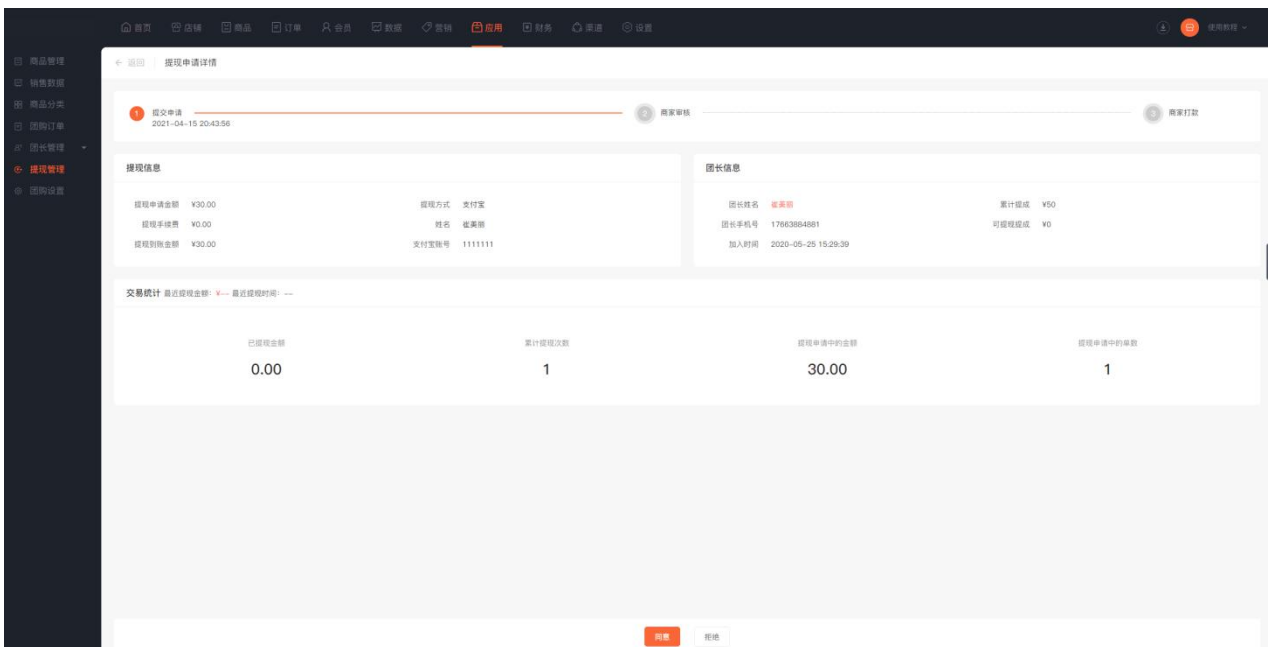 首页 店铺 商品 订单 会员 数据 营销 应用 财务 渠道 设置 使用教程
商品管理
销售数据
商品分类
团购订单
团长管理
提现管理
团购设置
返回 提现申请详情
1 提交申请 2 商家审核 3 商家打款
2021-04-15 20:43:56
提现信息
提现申请金额 ¥30.00 提现方式 支付宝
提现手续费 ¥0.00 姓名 崔美丽
提现到账金额 ¥30.00 支付宝账号 1111111
团长信息
团长姓名 崔美丽 累计提成 ¥50
团长手机号 17663884881 可提现提成 ¥0
加入时间 2020-05-25 15:29:39
交易统计 最近提现金额：¥-- 最近提现时间：--
已提现金额 累计提现次数 提现申请中的金额 提现申请中的单数
0.00 1 30.00 1
同意 拒绝